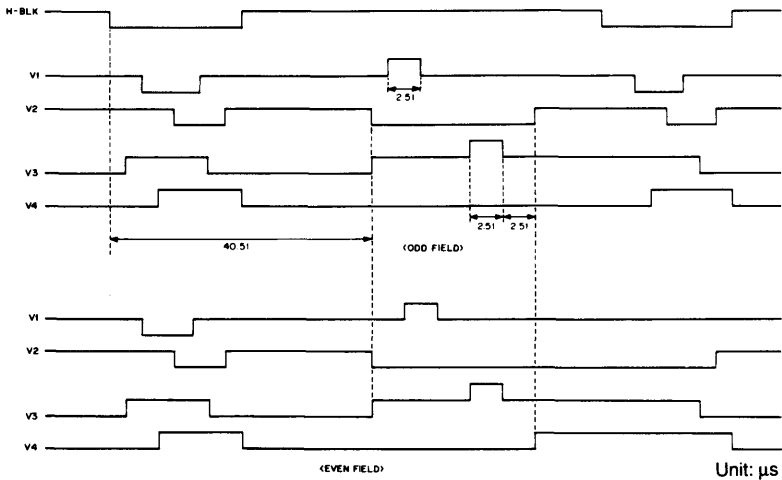 H-BLK
V1
2.51
V2
V3
V4
2.51 2.51
40.51
(ODD FIELD)
V1
V2
V3
V4
(EVEN FIELD)
Unit: μs